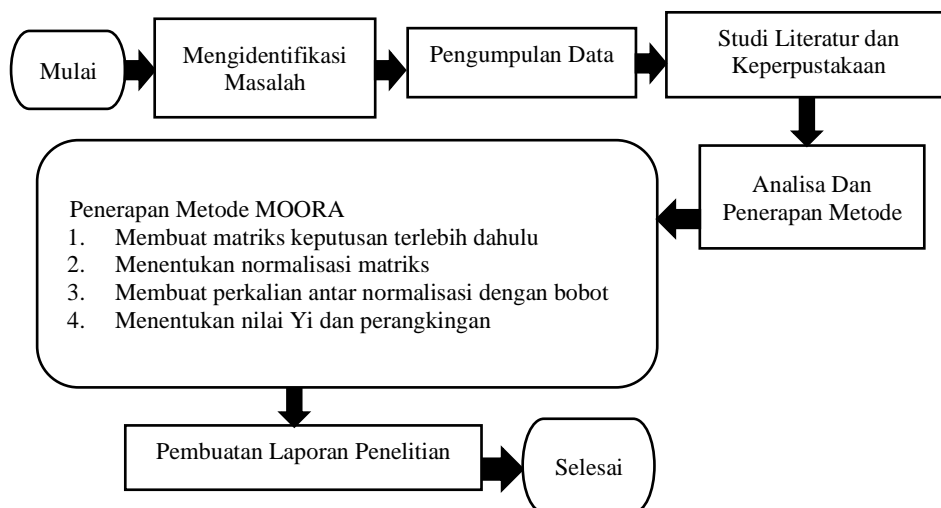 Mulai
Mengidentifikasi
Masalah
Pengumpulan Data
Studi Literatur dan
Keperpustakaan
Analisa Dan
Penerapan Metode
Penerapan Metode MOORA
1. Membuat matriks keputusan terlebih dahulu
2. Menentukan normalisasi matriks
3. Membuat perkalian antar normalisasi dengan bobot
4. Menentukan nilai Yi dan perangkingan
Pembuatan Laporan Penelitian
Selesai